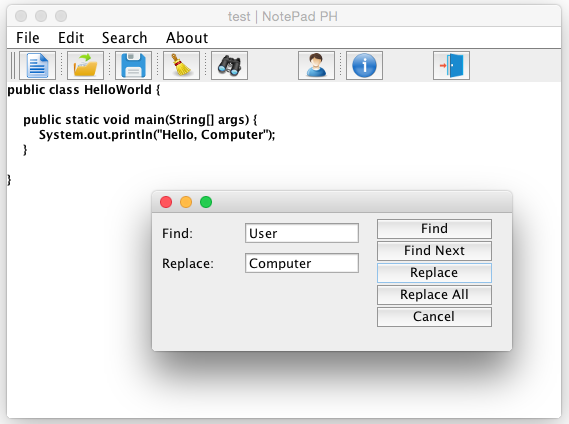 test | NotePad PH
File Edit Search About
public class HelloWorld {
public static void main(String[] args) {
System.out.println("Hello, Computer");
}
}
Find: User Find
Find Next
Replace: Computer Replace
Replace All
Cancel